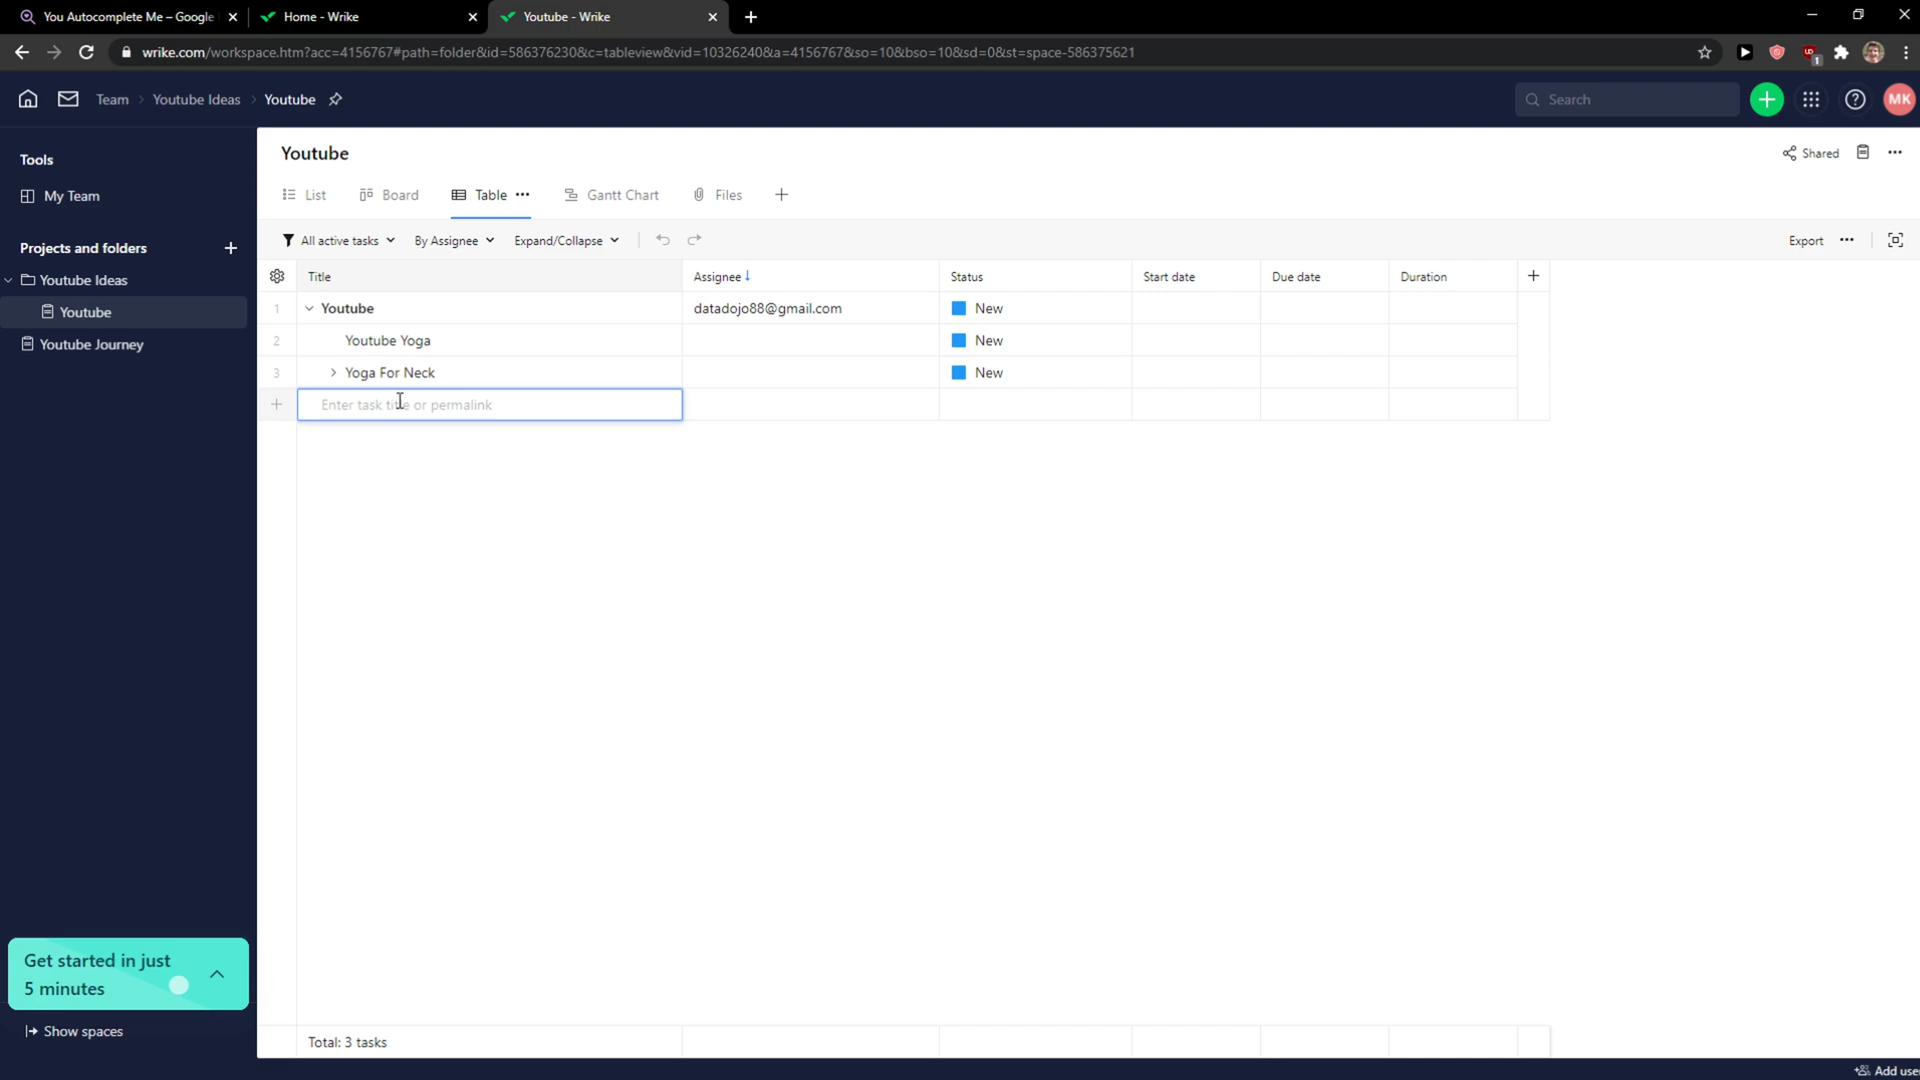 You Autocomplete Me – Google
Home - Wrike
Youtube - Wrike
wrike.com/workspace.htm?acc=4156767#path=folder&id=586376230&c=tableview&vid=10326240&a=4156767&so=10&bso=10&sd=0&st=space-586375621
UD
1
Team
Youtube Ideas
Youtube
Search
MK
Tools
My Team
Projects and folders
Youtube Ideas
Youtube
Youtube Journey
Youtube
Shared
List
Board
Table
Gantt Chart
Files
All active tasks
By Assignee
Expand/Collapse
Export
Title
Assignee
Status
Start date
Due date
Duration
1
Youtube
datadojo88@gmail.com
New
2
Youtube Yoga
New
3
Yoga For Neck
New
Enter task title or permalink
Get started in just
5 minutes
Show spaces
Total: 3 tasks
Add use